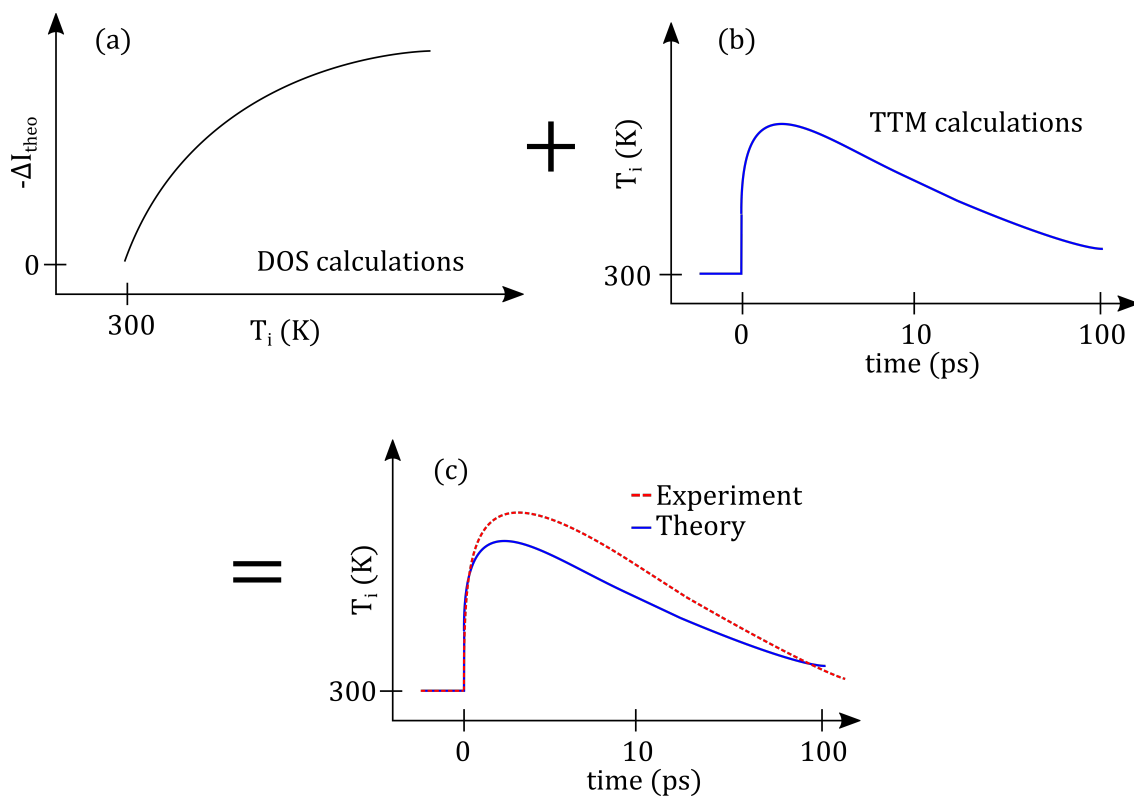 (a)
-ΔI_theo
0
DOS calculations
300
T_i (K)
+
(b)
TTM calculations
T_i (K)
300
0
10
100
time (ps)
=
(c)
Experiment
Theory
T_i (K)
300
0
10
100
time (ps)